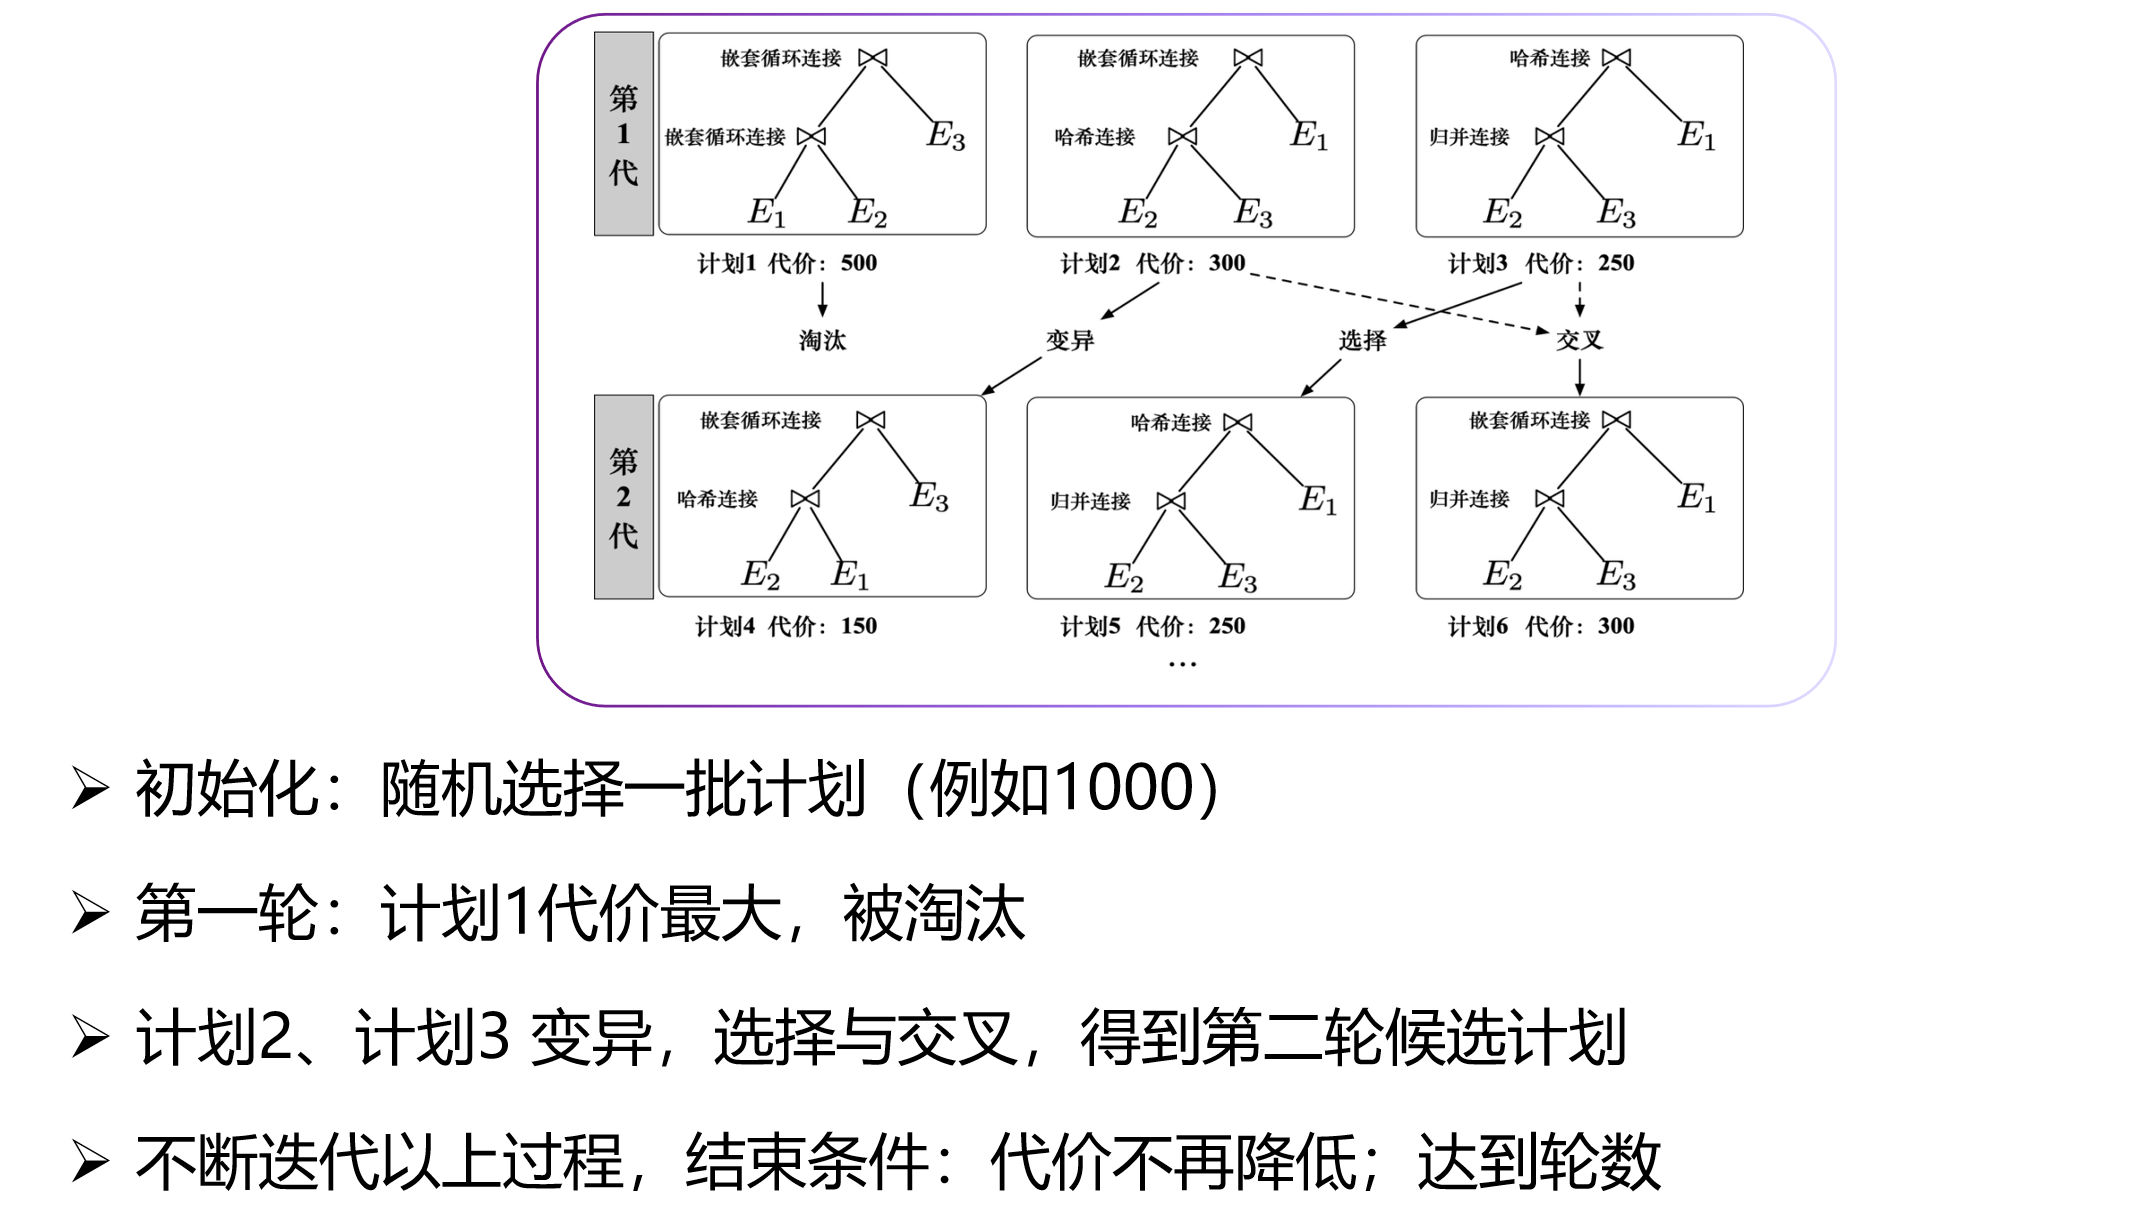 第1代
嵌套循环连接
嵌套循环连接
E3
E1 E2
计划1 代价：500
嵌套循环连接
哈希连接
E1
E2 E3
计划2 代价：300
哈希连接
归并连接
E1
E2 E3
计划3 代价：250
淘汰
变异
选择
交叉
第2代
嵌套循环连接
哈希连接
E3
E2 E1
计划4 代价：150
哈希连接
归并连接
E1
E2 E3
计划5 代价：250
嵌套循环连接
归并连接
E1
E2 E3
计划6 代价：300
...
➢ 初始化：随机选择一批计划（例如1000）
➢ 第一轮：计划1代价最大，被淘汰
➢ 计划2、计划3 变异，选择与交叉，得到第二轮候选计划
➢ 不断迭代以上过程，结束条件：代价不再降低；达到轮数